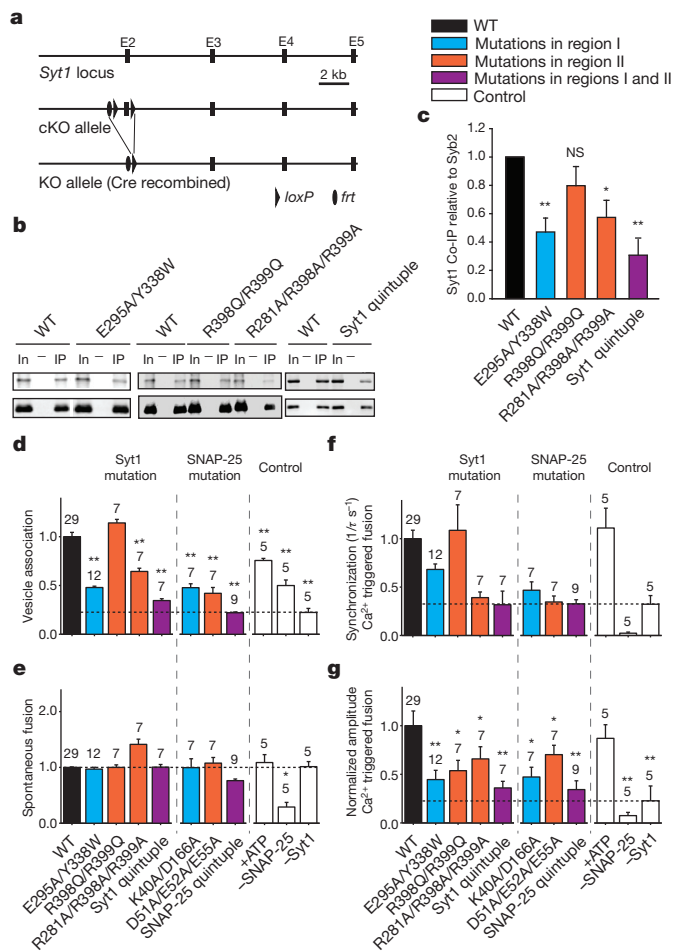 a
E2 E3 E4 E5
Syt1 locus
2 kb
cKO allele
KO allele (Cre recombined)
loxP frt
WT
Mutations in region I
Mutations in region II
Mutations in regions I and II
Control
b
WT E295A/Y338W WT R398Q/R399Q R281A/R398A/R399A WT Syt1 quintuple
In – IP In – IP In – IP In – IP In – IP In – IP In – IP
c
Syt1 Co-IP relative to Syb2
1.2
1.0
0.8
0.6
0.4
0.2
0
** NS * **
WT E295A/Y338W R398Q/R399Q R281A/R398A/R399A Syt1 quintuple
d
Syt1 mutation
SNAP-25 mutation
Control
Vesicle association
1.0
0.5
0.0
29 ** 12 7 ** 7 ** 7 ** 7 ** 7 ** 9 ** 5 ** 5 ** 5
e
Spontaneous fusion
2.0
1.0
0.0
29 12 7 7 7 7 7 9 5 * 5 5
WT E295A/Y338W R398Q/R399Q R281A/R398A/R399A Syt1 quintuple K40A/D166A D51A/E52A/E55A SNAP-25 quintuple +ATP –SNAP-25 –Syt1
f
Syt1 mutation
SNAP-25 mutation
Control
Synchronization (1/τ s⁻¹)
Ca²⁺ triggered fusion
1.0
0.5
0.0
29 12 7 7 7 7 7 9 5 5 5
g
Normalized amplitude
Ca²⁺ triggered fusion
1.0
0.5
0.0
29 ** 12 * 7 * 7 ** 7 * 7 * 7 ** 9 5 ** 5 ** 5
WT E295A/Y338W R398Q/R399Q R281A/R398A/R399A Syt1 quintuple K40A/D166A D51A/E52A/E55A SNAP-25 quintuple +ATP –SNAP-25 –Syt1